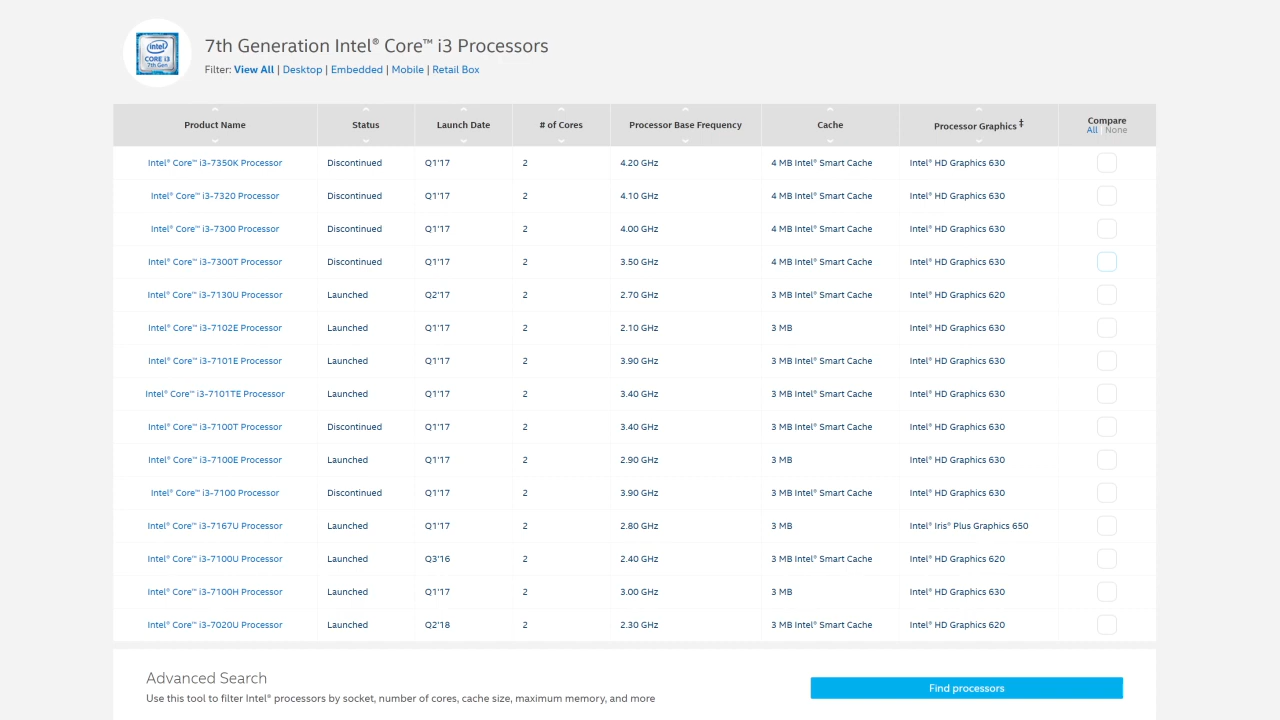 intel
CORE i3
7th Gen
7th Generation Intel® Core™ i3 Processors
Filter: View All | Desktop | Embedded | Mobile | Retail Box
Product Name Status Launch Date # of Cores Processor Base Frequency Cache Processor Graphics ‡ Compare
All | None
Intel® Core™ i3-7350K Processor Discontinued Q1'17 2 4.20 GHz 4 MB Intel® Smart Cache Intel® HD Graphics 630
Intel® Core™ i3-7320 Processor Discontinued Q1'17 2 4.10 GHz 4 MB Intel® Smart Cache Intel® HD Graphics 630
Intel® Core™ i3-7300 Processor Discontinued Q1'17 2 4.00 GHz 4 MB Intel® Smart Cache Intel® HD Graphics 630
Intel® Core™ i3-7300T Processor Discontinued Q1'17 2 3.50 GHz 4 MB Intel® Smart Cache Intel® HD Graphics 630
Intel® Core™ i3-7130U Processor Launched Q2'17 2 2.70 GHz 3 MB Intel® Smart Cache Intel® HD Graphics 620
Intel® Core™ i3-7102E Processor Launched Q1'17 2 2.10 GHz 3 MB Intel® HD Graphics 630
Intel® Core™ i3-7101E Processor Launched Q1'17 2 3.90 GHz 3 MB Intel® Smart Cache Intel® HD Graphics 630
Intel® Core™ i3-7101TE Processor Launched Q1'17 2 3.40 GHz 3 MB Intel® Smart Cache Intel® HD Graphics 630
Intel® Core™ i3-7100T Processor Discontinued Q1'17 2 3.40 GHz 3 MB Intel® Smart Cache Intel® HD Graphics 630
Intel® Core™ i3-7100E Processor Launched Q1'17 2 2.90 GHz 3 MB Intel® HD Graphics 630
Intel® Core™ i3-7100 Processor Discontinued Q1'17 2 3.90 GHz 3 MB Intel® Smart Cache Intel® HD Graphics 630
Intel® Core™ i3-7167U Processor Launched Q1'17 2 2.80 GHz 3 MB Intel® Iris® Plus Graphics 650
Intel® Core™ i3-7100U Processor Launched Q3'16 2 2.40 GHz 3 MB Intel® Smart Cache Intel® HD Graphics 620
Intel® Core™ i3-7100H Processor Launched Q1'17 2 3.00 GHz 3 MB Intel® HD Graphics 630
Intel® Core™ i3-7020U Processor Launched Q2'18 2 2.30 GHz 3 MB Intel® Smart Cache Intel® HD Graphics 620
Advanced Search
Use this tool to filter Intel® processors by socket, number of cores, cache size, maximum memory, and more
Find processors